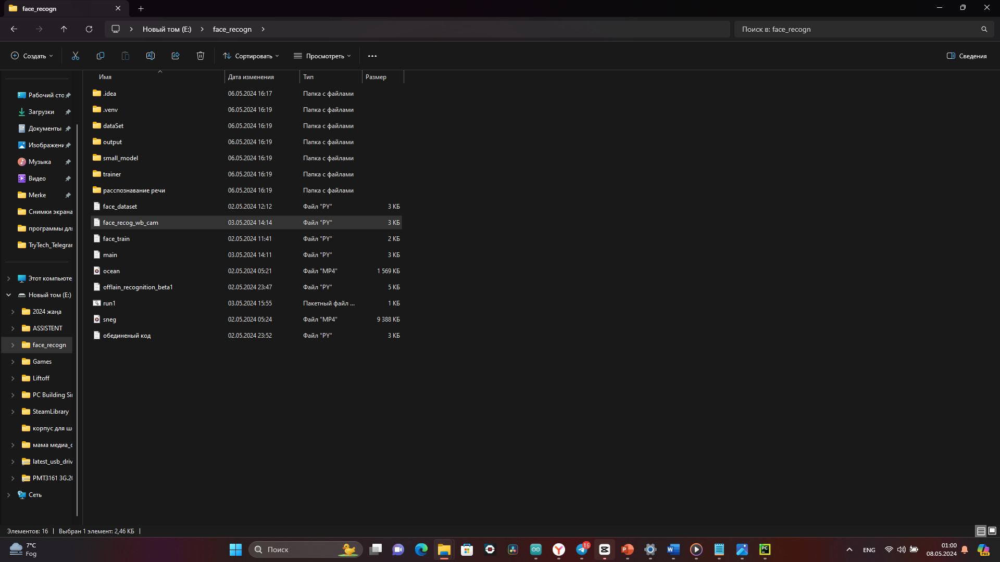 face_recogn
Новый том (E:)
face_recogn
Поиск в: face_recogn
Создать
Сортировать
Просмотреть
Сведения
Имя
Дата изменения
Тип
Размер
.idea 06.05.2024 16:17 Папка с файлами
.venv 06.05.2024 16:19 Папка с файлами
dataSet 06.05.2024 16:19 Папка с файлами
output 06.05.2024 16:19 Папка с файлами
small_model 06.05.2024 16:19 Папка с файлами
trainer 06.05.2024 16:19 Папка с файлами
расспознавание речи 06.05.2024 16:19 Папка с файлами
face_dataset 02.05.2024 12:12 Файл "PY" 3 КБ
face_recog_wb_cam 03.05.2024 14:14 Файл "PY" 3 КБ
face_train 02.05.2024 11:41 Файл "PY" 2 КБ
main 03.05.2024 14:11 Файл "PY" 3 КБ
ocean 02.05.2024 05:21 Файл "MP4" 1 569 КБ
offlain_recognition_beta1 02.05.2024 23:47 Файл "PY" 5 КБ
run1 03.05.2024 15:55 Пакетный файл ... 1 КБ
sneg 02.05.2024 05:24 Файл "MP4" 9 388 КБ
обединеный код 02.05.2024 23:52 Файл "PY" 3 КБ
Рабочий сто
Загрузки
Документы
Изображени
Музыка
Видео
Merke
Снимки экрана
программы для
TryTech_Telegrar
Этот компьюте
Новый том (E:)
2024 жаңа
ASSISTENT
face_recogn
Games
Liftoff
PC Building Si
SteamLibrary
корпус для ш
мама медиа_с
latest_usb_driv
PMT3161 3G.20
Сеть
Элементов: 16
Выбран 1 элемент: 2,46 КБ
7°C
Fog
Поиск
16
ENG
01:00
08.05.2024
PRE